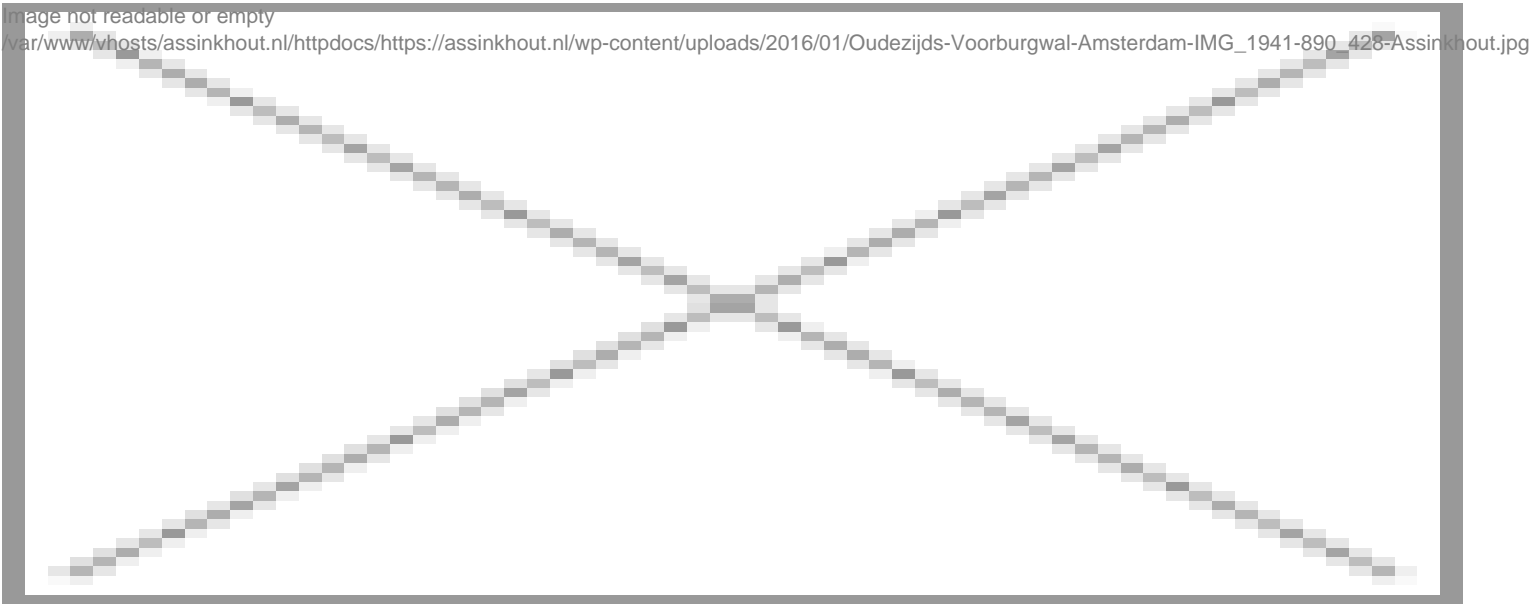 Image not readable or empty
/var/www/vhosts/assinkhout.nl/httpdocs/https://assinkhout.nl/wp-content/uploads/2016/01/Oudezijds-Voorburgwal-Amsterdam-IMG_1941-890_428-Assinkhout.jpg